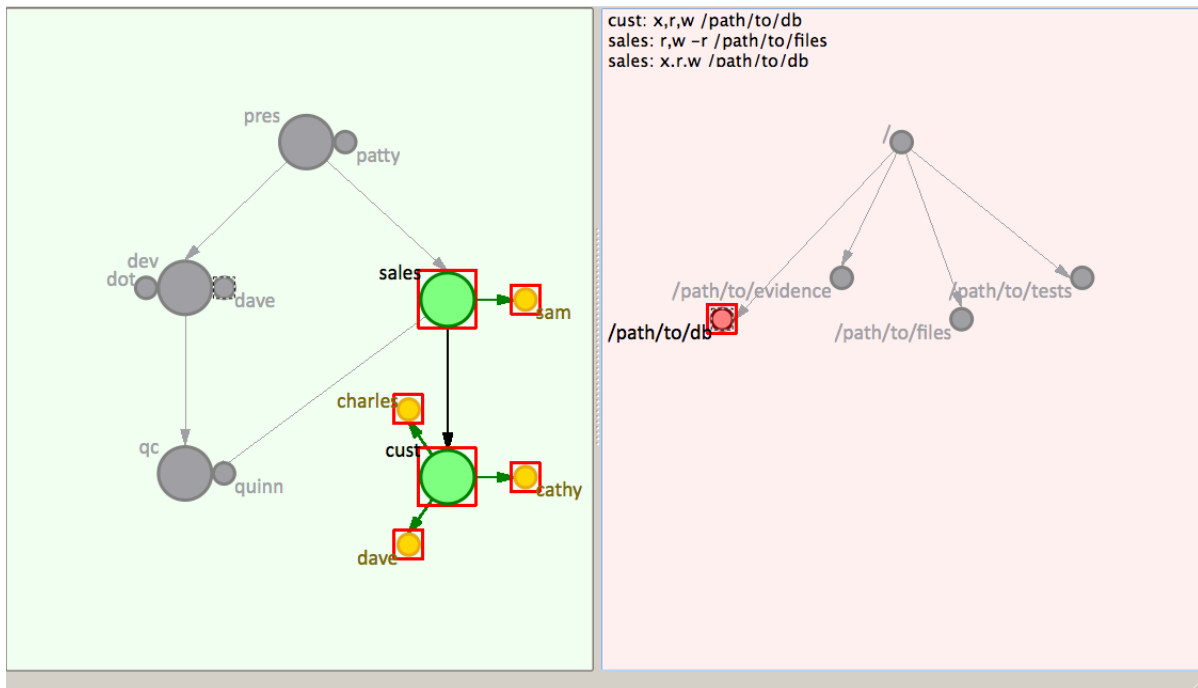 cust: x,r,w /path/to/db
sales: r,w -r /path/to/files
sales: x.r.w /path/to/db
pres
patty
dev
dot
dave
sales
sam
charles
cust
qc
quinn
cathy
dave
/
/path/to/evidence
/path/to/tests
/path/to/db
/path/to/files